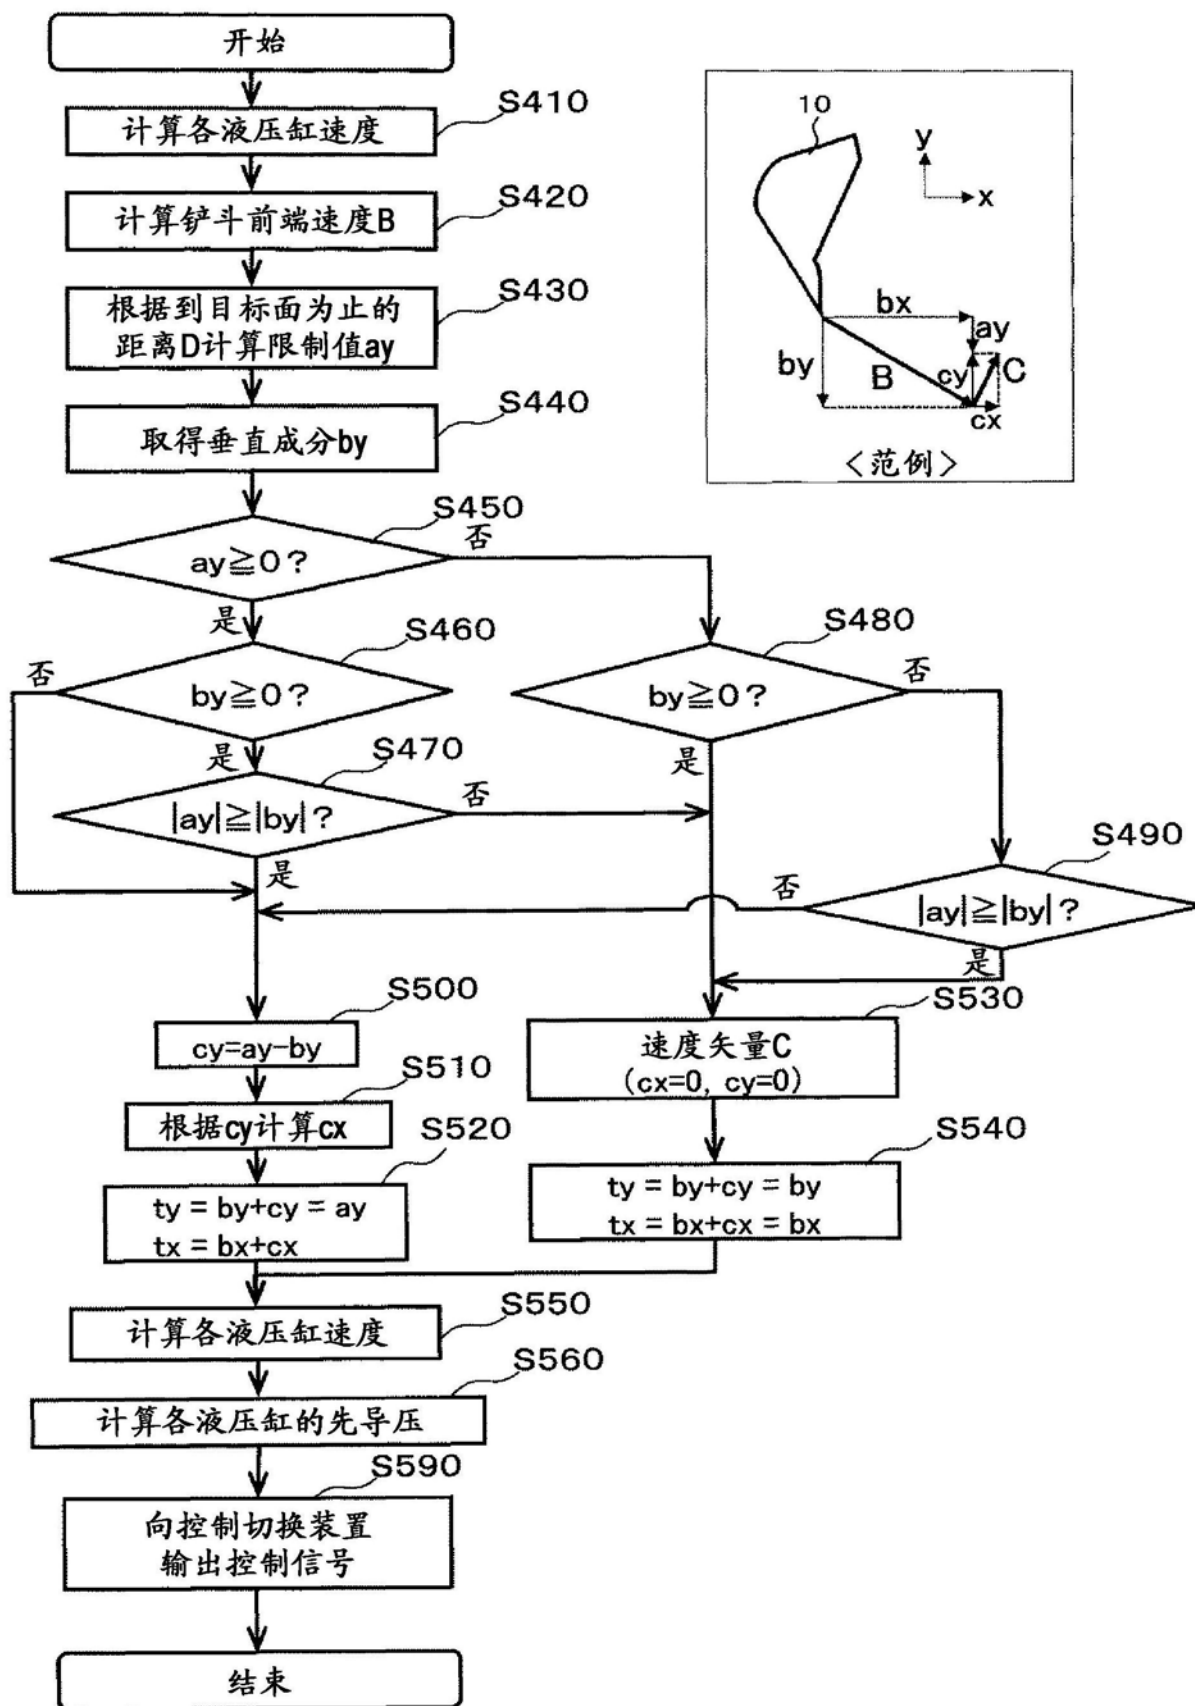 开始
S410
计算各液压缸速度
S420
计算铲斗前端速度B
S430
根据到目标面为止的
距离D计算限制值ay
S440
取得垂直成分by
S450
ay≧0?
否
是
S460
否
by≧0?
是
S470
|ay|≧|by|?
否
是
S480
by≧0?
否
是
S490
否
|ay|≧|by|?
是
S500
cy=ay-by
S510
根据cy计算cx
S520
ty = by+cy = ay
tx = bx+cx
S530
速度矢量C
(cx=0, cy=0)
S540
ty = by+cy = by
tx = bx+cx = bx
S550
计算各液压缸速度
S560
计算各液压缸的先导压
S590
向控制切换装置
输出控制信号
结束
10
y
x
bx
ay
by
B
cy
C
cx
<范例>